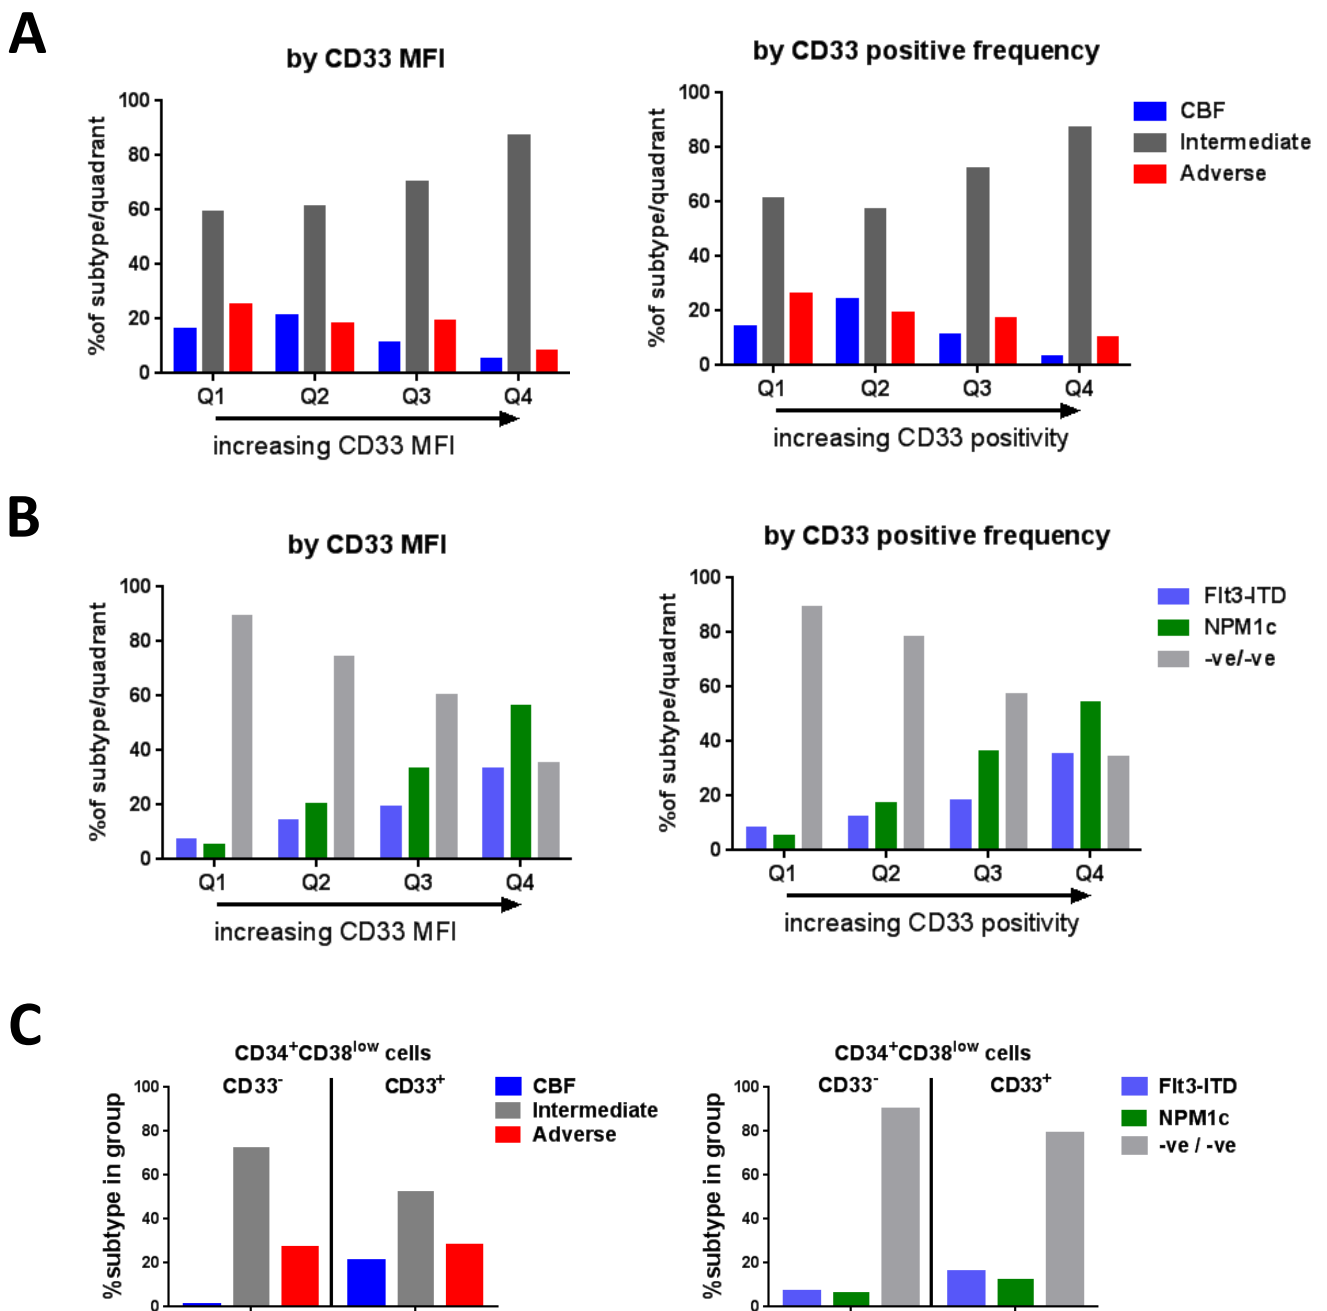 A
by CD33 MFI
%of subtype/quadrant
100
80
60
40
20
0
Q1 Q2 Q3 Q4
increasing CD33 MFI
by CD33 positive frequency
%of subtype/quadrant
100
80
60
40
20
0
Q1 Q2 Q3 Q4
increasing CD33 positivity
CBF
Intermediate
Adverse
B
by CD33 MFI
%of subtype/quadrant
100
80
60
40
20
0
Q1 Q2 Q3 Q4
increasing CD33 MFI
by CD33 positive frequency
%of subtype/quadrant
100
80
60
40
20
0
Q1 Q2 Q3 Q4
increasing CD33 positivity
Flt3-ITD
NPM1c
-ve/-ve
C
CD34⁺CD38ˡᵒʷ cells
CD33⁻ CD33⁺
%subtype in group
100
80
60
40
20
0
CBF
Intermediate
Adverse
CD34⁺CD38ˡᵒʷ cells
CD33⁻ CD33⁺
%subtype in group
100
80
60
40
20
0
Flt3-ITD
NPM1c
-ve / -ve